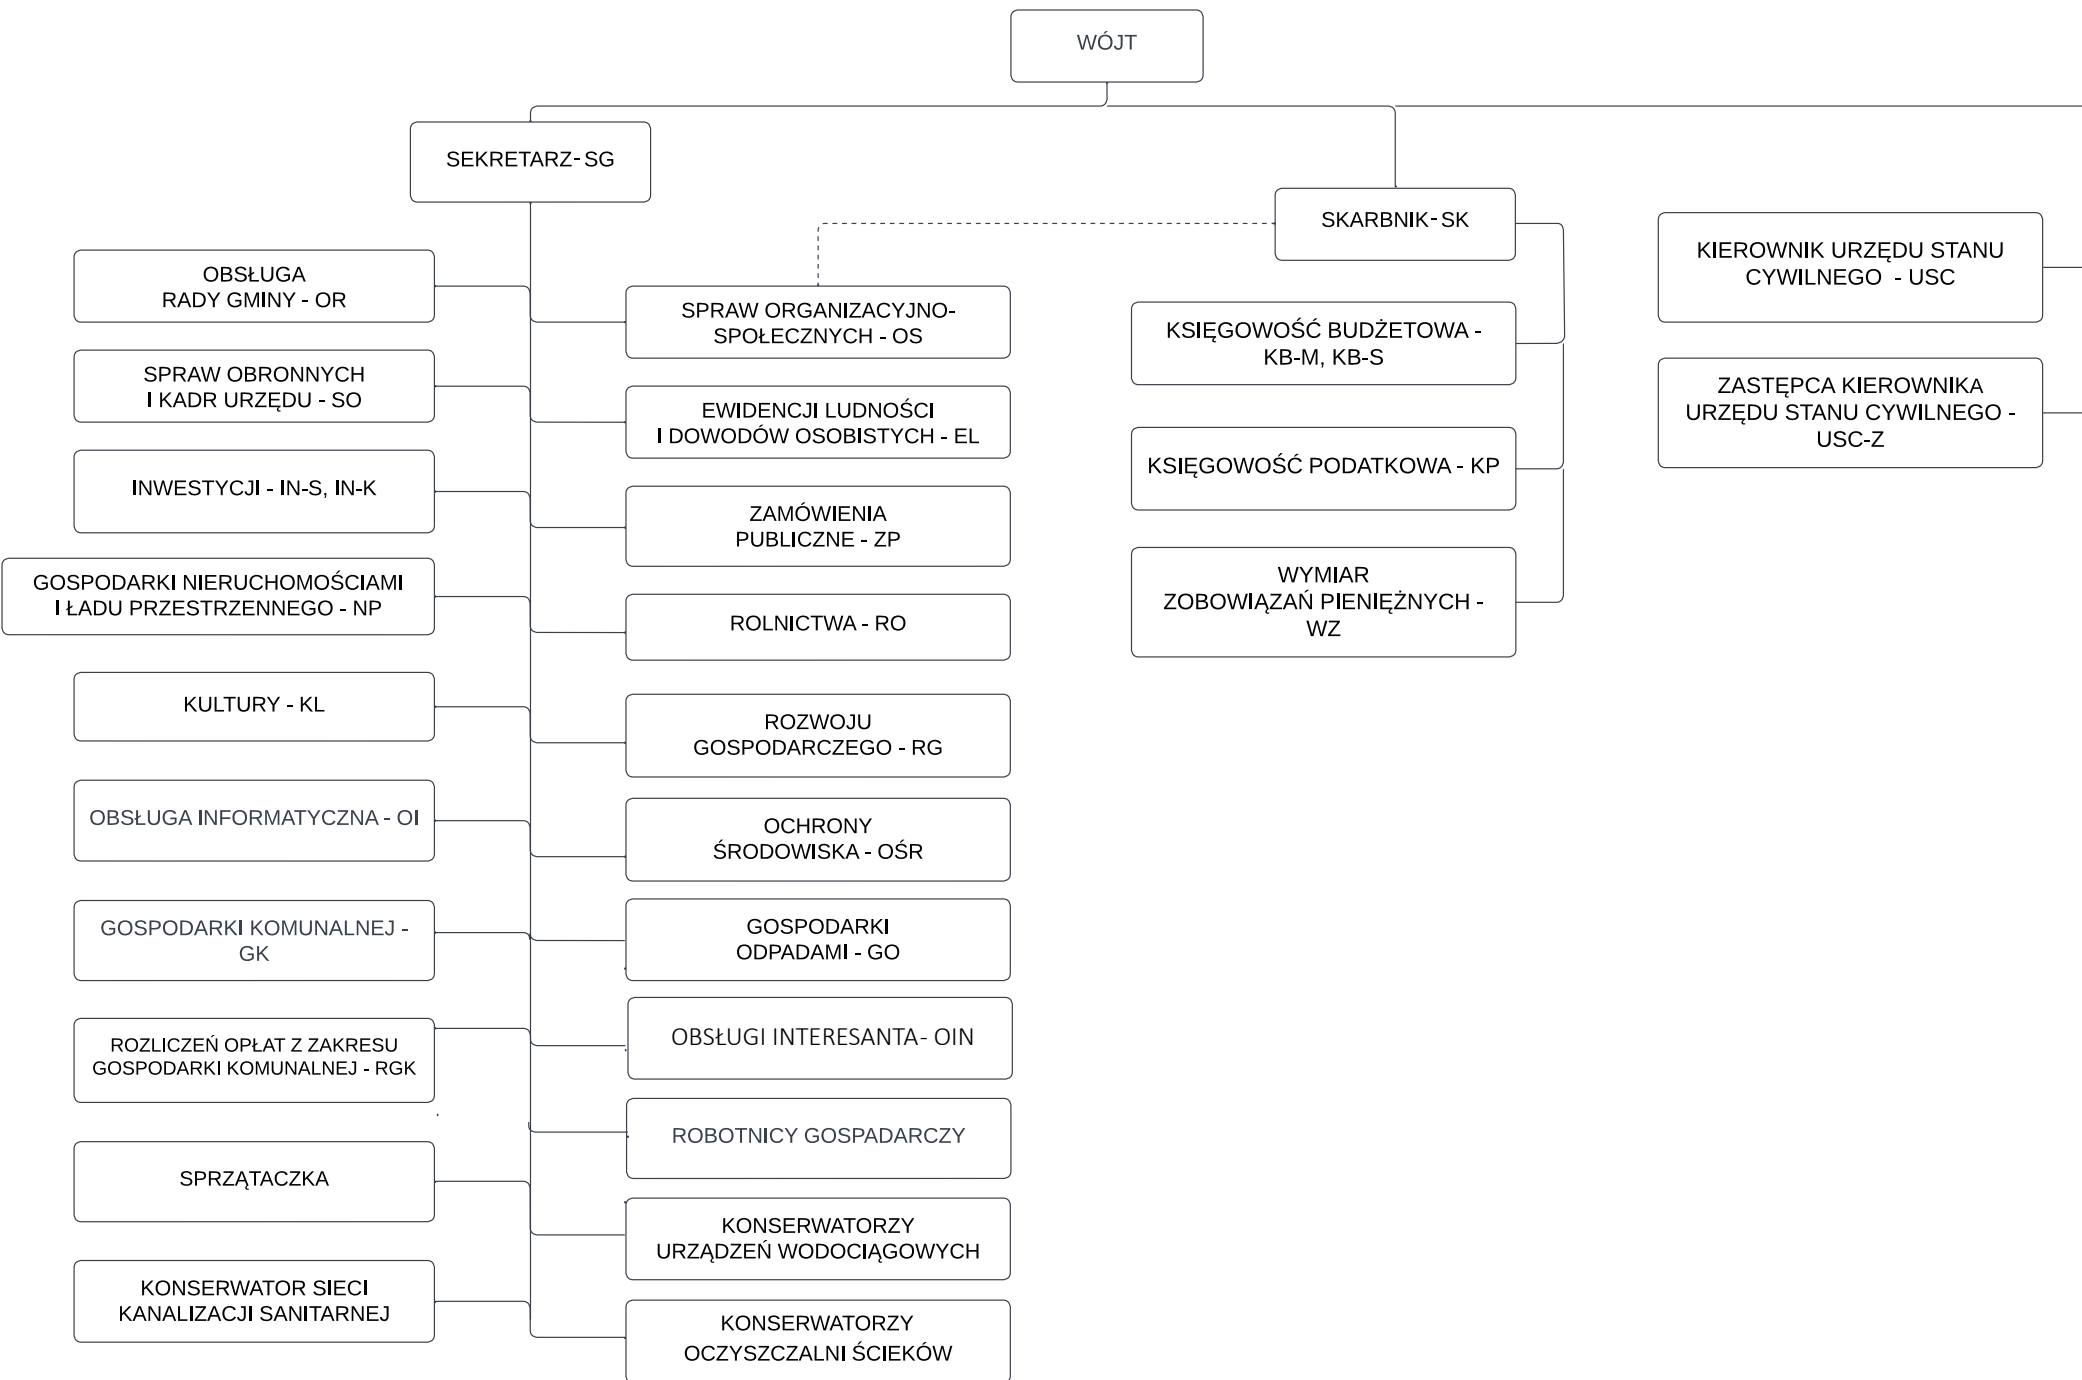 WÓJT
SEKRETARZ- SG
SKARBNIK- SK
KIEROWNIK URZĘDU STANU
CYWILNEGO - USC
ZASTĘPCA KIEROWNIKA
URZĘDU STANU CYWILNEGO -
USC-Z
OBSŁUGA
RADY GMINY - OR
SPRAW OBRONNYCH
I KADR URZĘDU - SO
INWESTYCJI - IN-S, IN-K
GOSPODARKI NIERUCHOMOŚCIAMI
I ŁADU PRZESTRZENNEGO - NP
KULTURY - KL
OBSŁUGA INFORMATYCZNA - OI
GOSPODARKI KOMUNALNEJ -
GK
ROZLICZEŃ OPŁAT Z ZAKRESU
GOSPODARKI KOMUNALNEJ - RGK
SPRZĄTACZKA
KONSERWATOR SIECI
KANALIZACJI SANITARNEJ
SPRAW ORGANIZACYJNO-
SPOŁECZNYCH - OS
EWIDENCJI LUDNOŚCI
I DOWODÓW OSOBISTYCH - EL
ZAMÓWIENIA
PUBLICZNE - ZP
ROLNICTWA - RO
ROZWOJU
GOSPODARCZEGO - RG
OCHRONY
ŚRODOWISKA - OŚR
GOSPODARKI
ODPADAMI - GO
OBSŁUGI INTERESANTA- OIN
ROBOTNICY GOSPADARCZY
KONSERWATORZY
URZĄDZEŃ WODOCIĄGOWYCH
KONSERWATORZY
OCZYSZCZALNI ŚCIEKÓW
KSIĘGOWOŚĆ BUDŻETOWA -
KB-M, KB-S
KSIĘGOWOŚĆ PODATKOWA - KP
WYMIAR
ZOBOWIĄZAŃ PIENIĘŻNYCH -
WZ